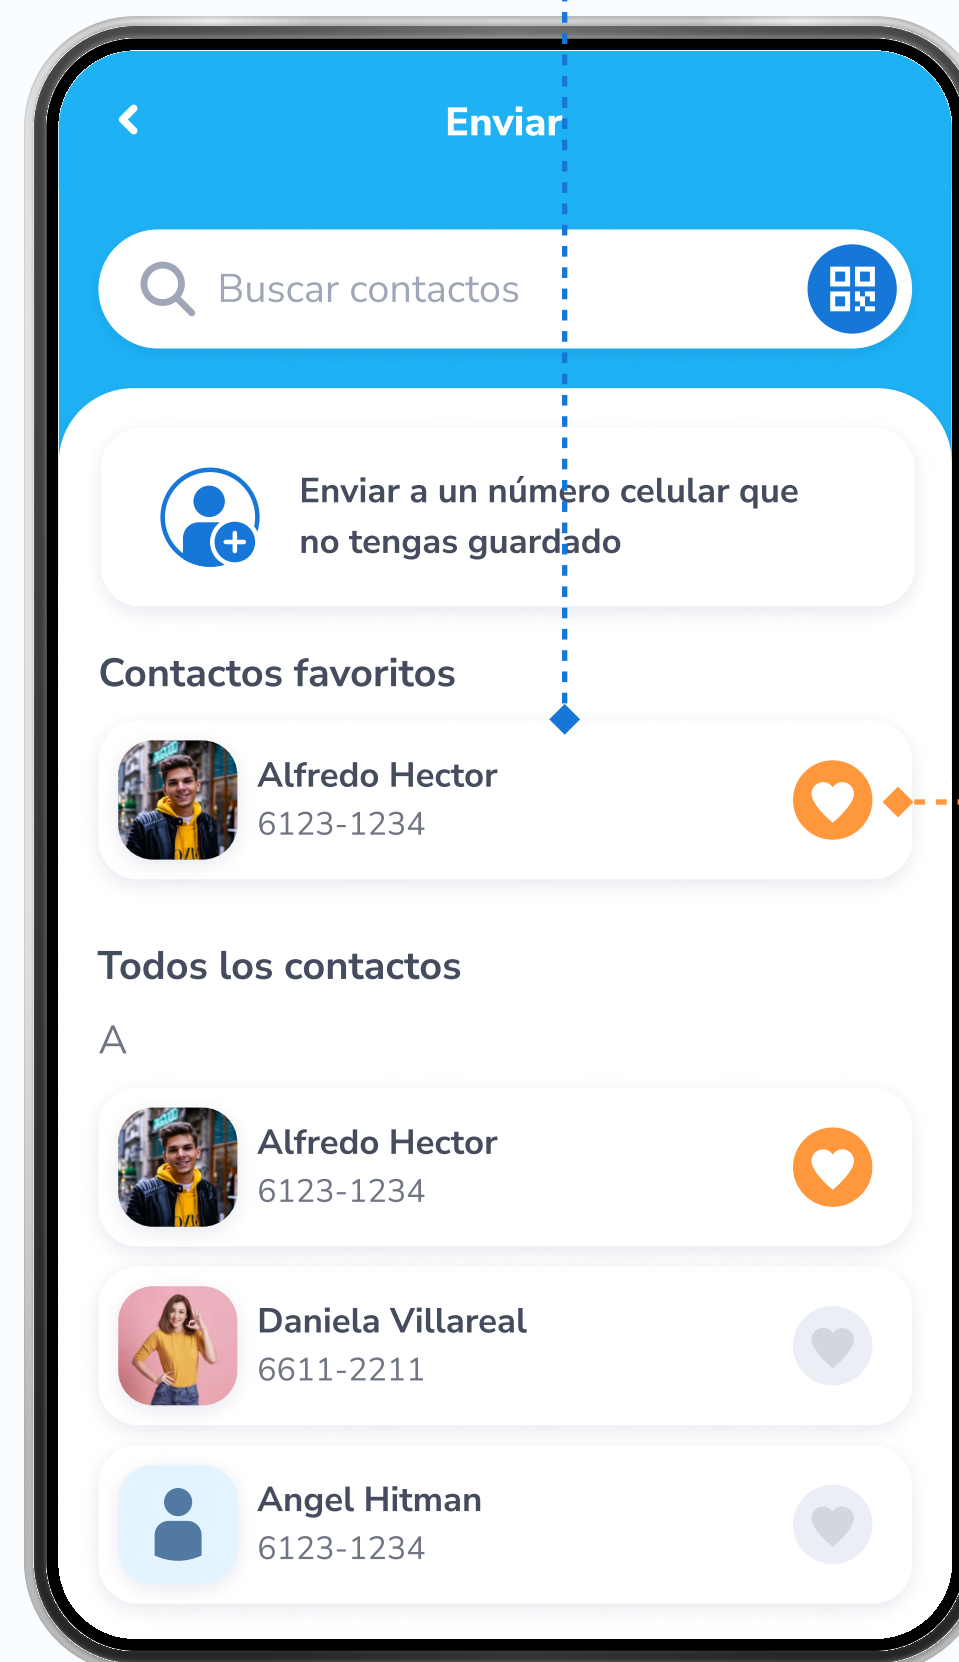 Enviar
Buscar contactos
Enviar a un número celular que
no tengas guardado
Contactos favoritos
Alfredo Hector
6123-1234
Todos los contactos
A
Alfredo Hector
6123-1234
Daniela Villareal
6611-2211
Angel Hitman
6123-1234